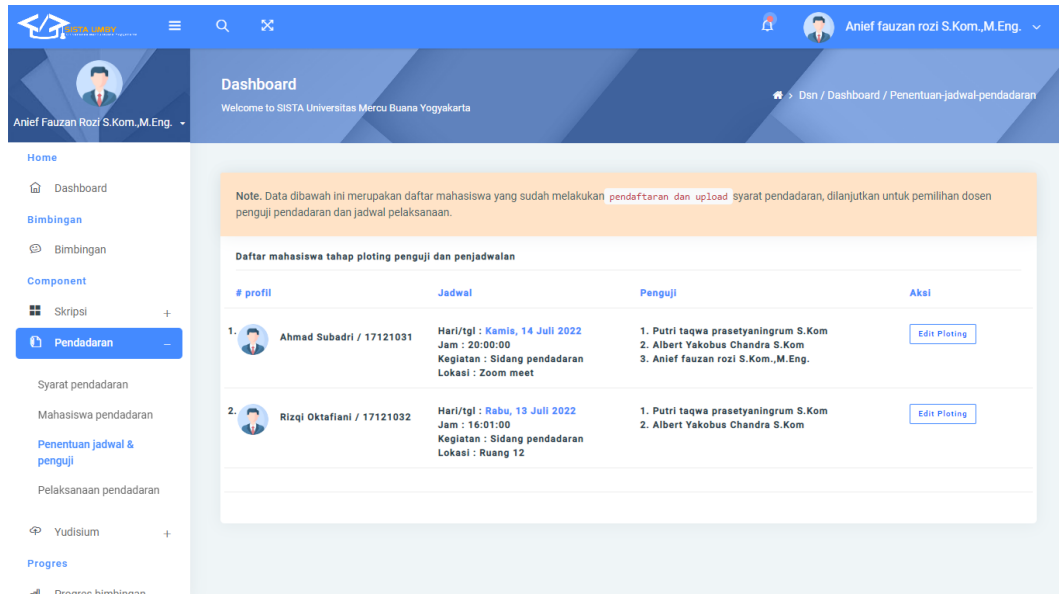 SISTA UMBY
Anief fauzan rozi S.Kom.,M.Eng.
Anief Fauzan Rozi S.Kom.,M.Eng.
Dashboard
Welcome to SISTA Universitas Mercu Buana Yogyakarta
> Dsn / Dashboard / Penentuan-jadwal-pendadaran
Home
Dashboard
Bimbingan
Bimbingan
Component
Skripsi +
Pendadaran –
Syarat pendadaran
Mahasiswa pendadaran
Penentuan jadwal &
penguji
Pelaksanaan pendadaran
Yudisium +
Progres
Progres bimbingan
Note. Data dibawah ini merupakan daftar mahasiswa yang sudah melakukan pendaftaran dan upload syarat pendadaran, dilanjutkan untuk pemilihan dosen
penguji pendadaran dan jadwal pelaksanaan.
Daftar mahasiswa tahap ploting penguji dan penjadwalan
# profil Jadwal Penguji Aksi
1. Ahmad Subadri / 17121031
Hari/tgl : Kamis, 14 Juli 2022
Jam : 20:00:00
Kegiatan : Sidang pendadaran
Lokasi : Zoom meet
1. Putri taqwa prasetyaningrum S.Kom
2. Albert Yakobus Chandra S.Kom
3. Anief fauzan rozi S.Kom.,M.Eng.
Edit Ploting
2. Rizqi Oktafiani / 17121032
Hari/tgl : Rabu, 13 Juli 2022
Jam : 16:01:00
Kegiatan : Sidang pendadaran
Lokasi : Ruang 12
1. Putri taqwa prasetyaningrum S.Kom
2. Albert Yakobus Chandra S.Kom
Edit Ploting